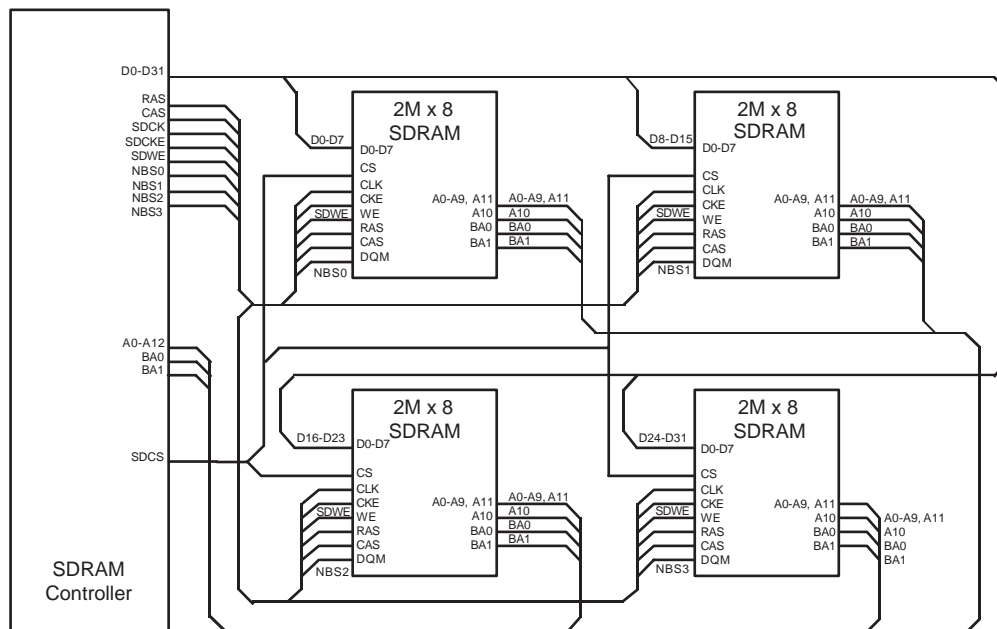 D0-D31
RAS
CAS
SDCK
SDCKE
SDWE
NBS0
NBS1
NBS2
NBS3
A0-A12
BA0
BA1
SDCS
SDRAM
Controller
2M x 8
SDRAM
D0-D7
D0-D7
CS
CLK
CKE
SDWE
WE
RAS
CAS
DQM
NBS0
A0-A9, A11
A10
BA0
BA1
A0-A9, A11
A10
BA0
BA1
2M x 8
SDRAM
D8-D15
D0-D7
CS
CLK
CKE
SDWE
WE
RAS
CAS
DQM
NBS1
A0-A9, A11
A10
BA0
BA1
A0-A9, A11
A10
BA0
BA1
2M x 8
SDRAM
D16-D23
D0-D7
CS
CLK
CKE
SDWE
WE
RAS
CAS
DQM
NBS2
A0-A9, A11
A10
BA0
BA1
A0-A9, A11
A10
BA0
BA1
2M x 8
SDRAM
D24-D31
D0-D7
CS
CLK
CKE
SDWE
WE
RAS
CAS
DQM
NBS3
A0-A9, A11
A10
BA0
BA1
A0-A9, A11
A10
BA0
BA1